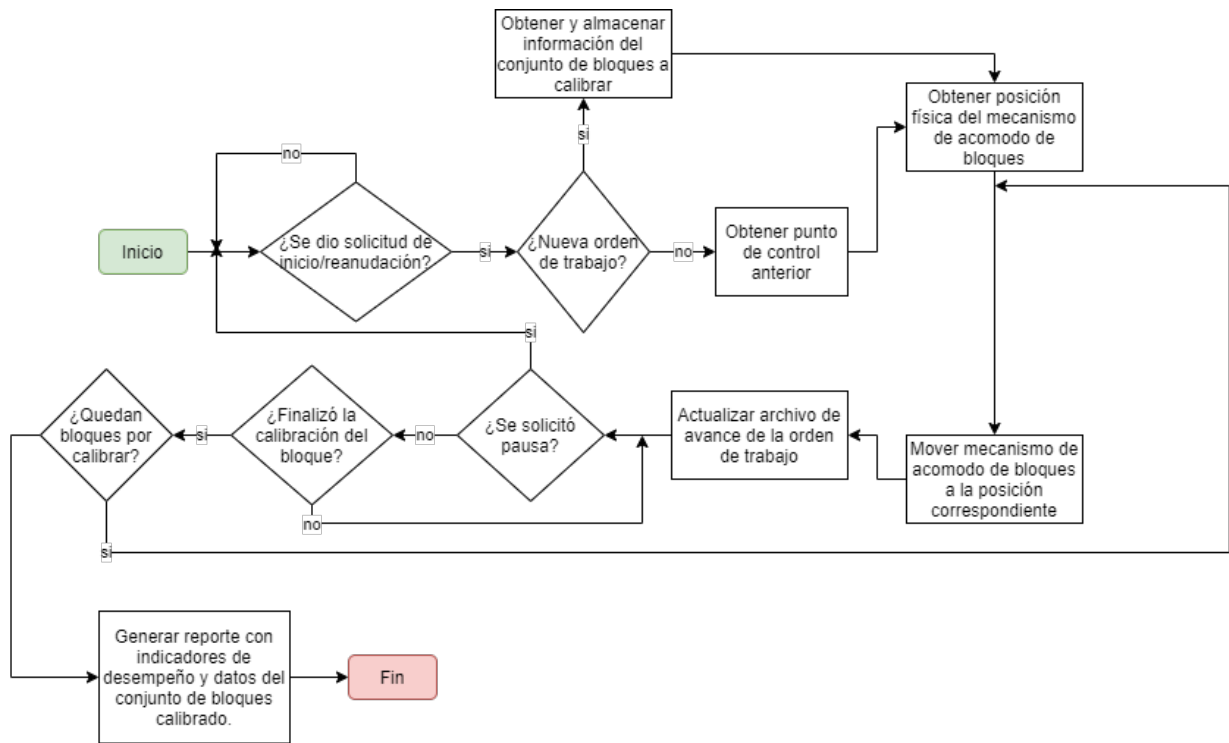 Obtener y almacenar
información del
conjunto de bloques a
calibrar
Obtener posición
física del mecanismo
de acomodo de
bloques
no
si
Inicio
¿Se dio solicitud de
inicio/reanudación?
si
¿Nueva orden
de trabajo?
no
Obtener punto
de control
anterior
si
¿Quedan
bloques por
calibrar?
si
¿Finalizó la
calibración del
bloque?
no
¿Se solicitó
pausa?
Actualizar archivo de
avance de la orden
de trabajo
Mover mecanismo de
acomodo de bloques
a la posición
correspondiente
no
si
Generar reporte con
indicadores de
desempeño y datos del
conjunto de bloques
calibrado.
Fin